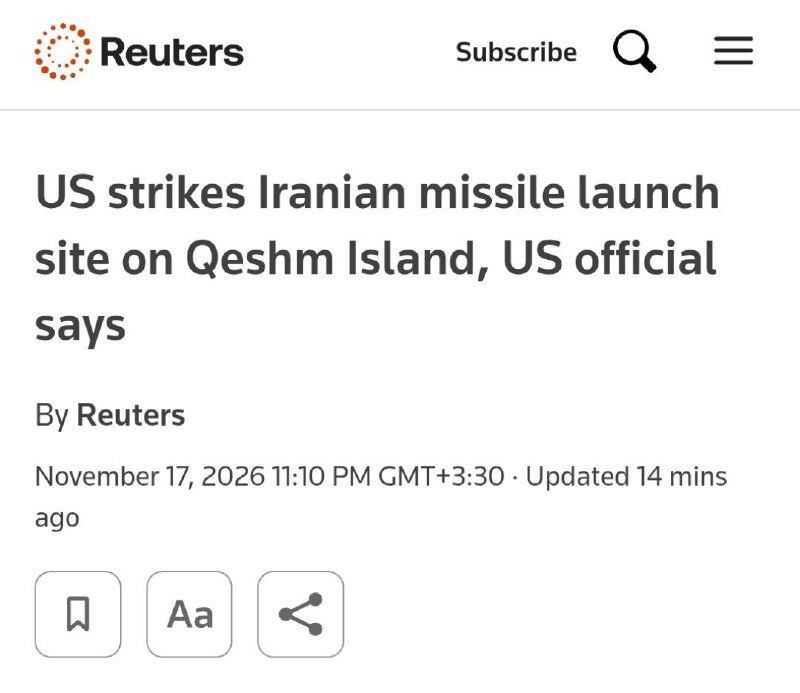 Reuters
Subscribe
US strikes Iranian missile launch
site on Qeshm Island, US official
says
By Reuters
November 17, 2026 11:10 PM GMT+3:30 · Updated 14 mins
ago
Aa